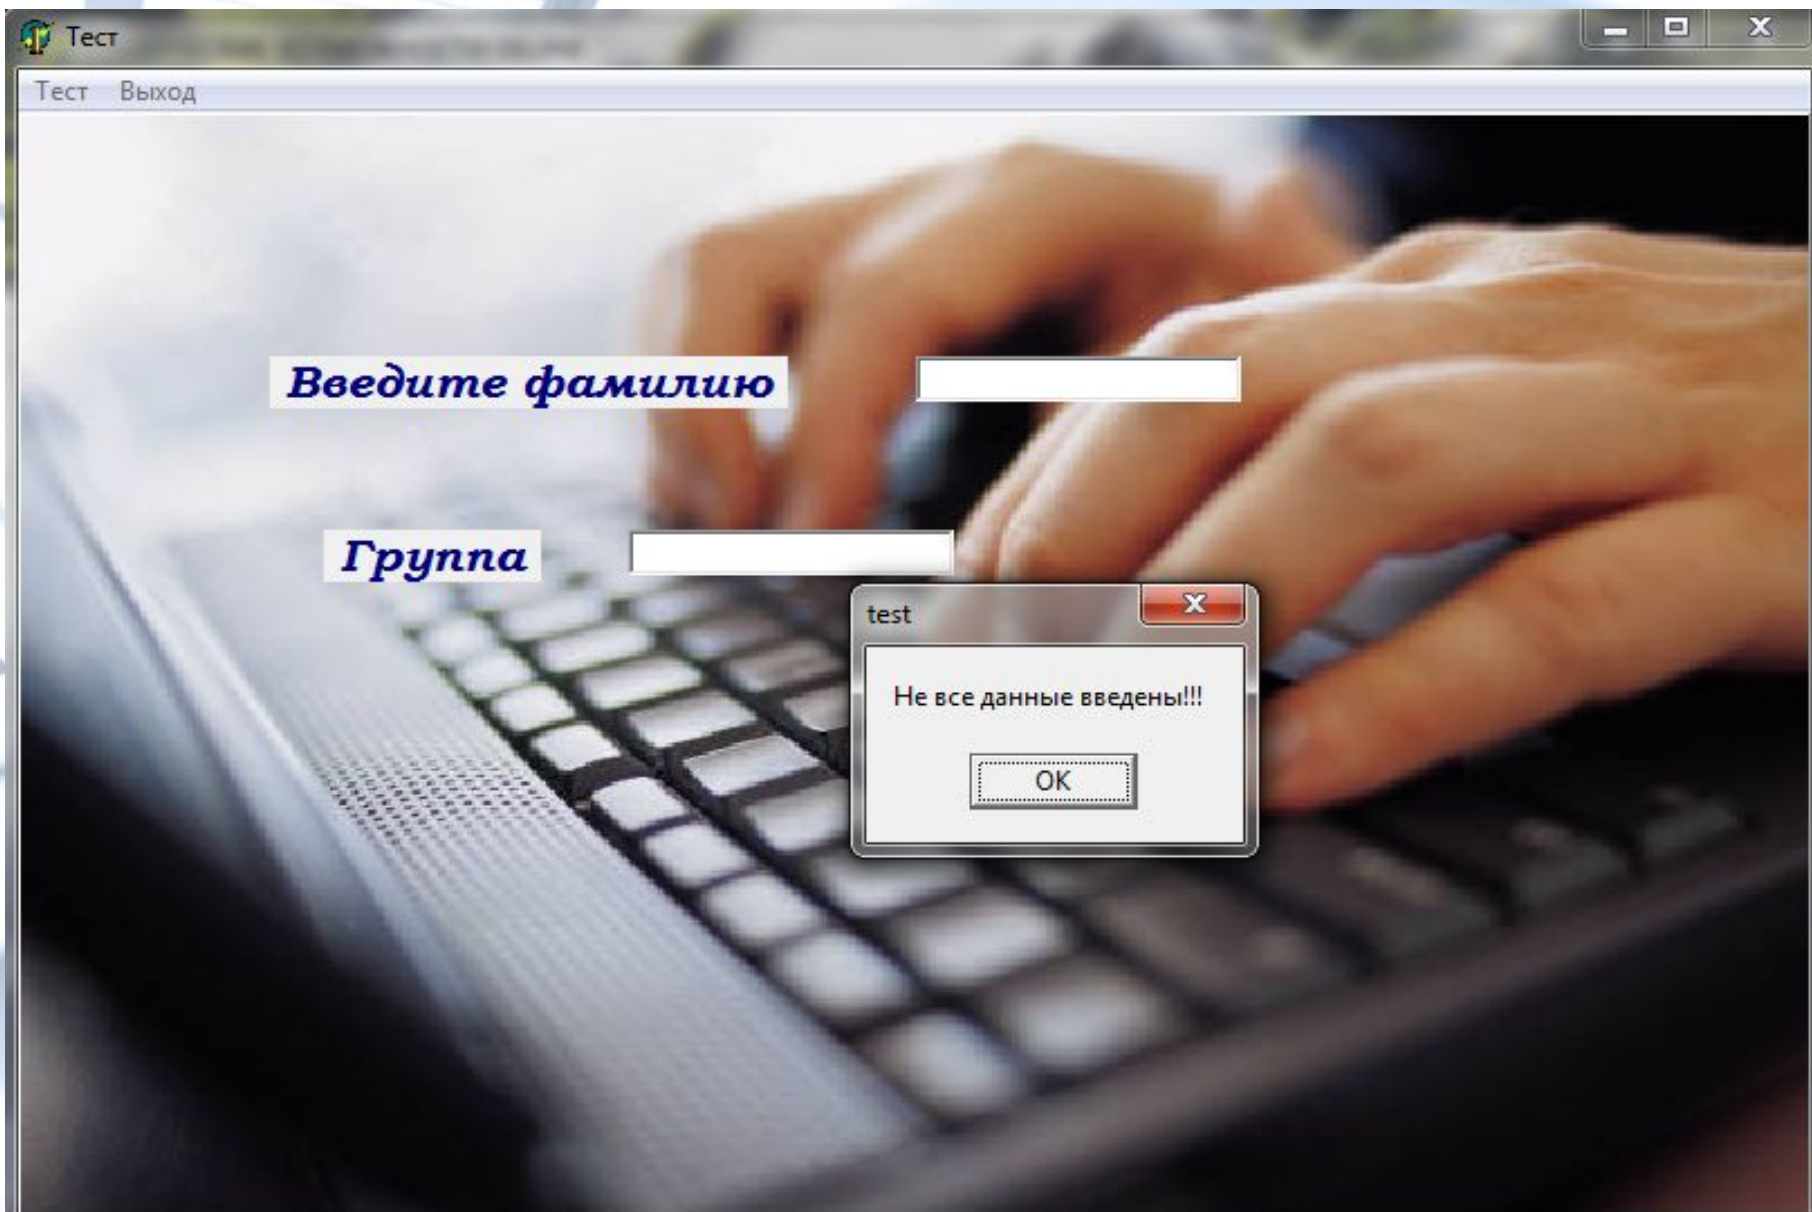 Тест
Тест Выход
Введите фамилию
Группа
test
Не все данные введены!!!
OK